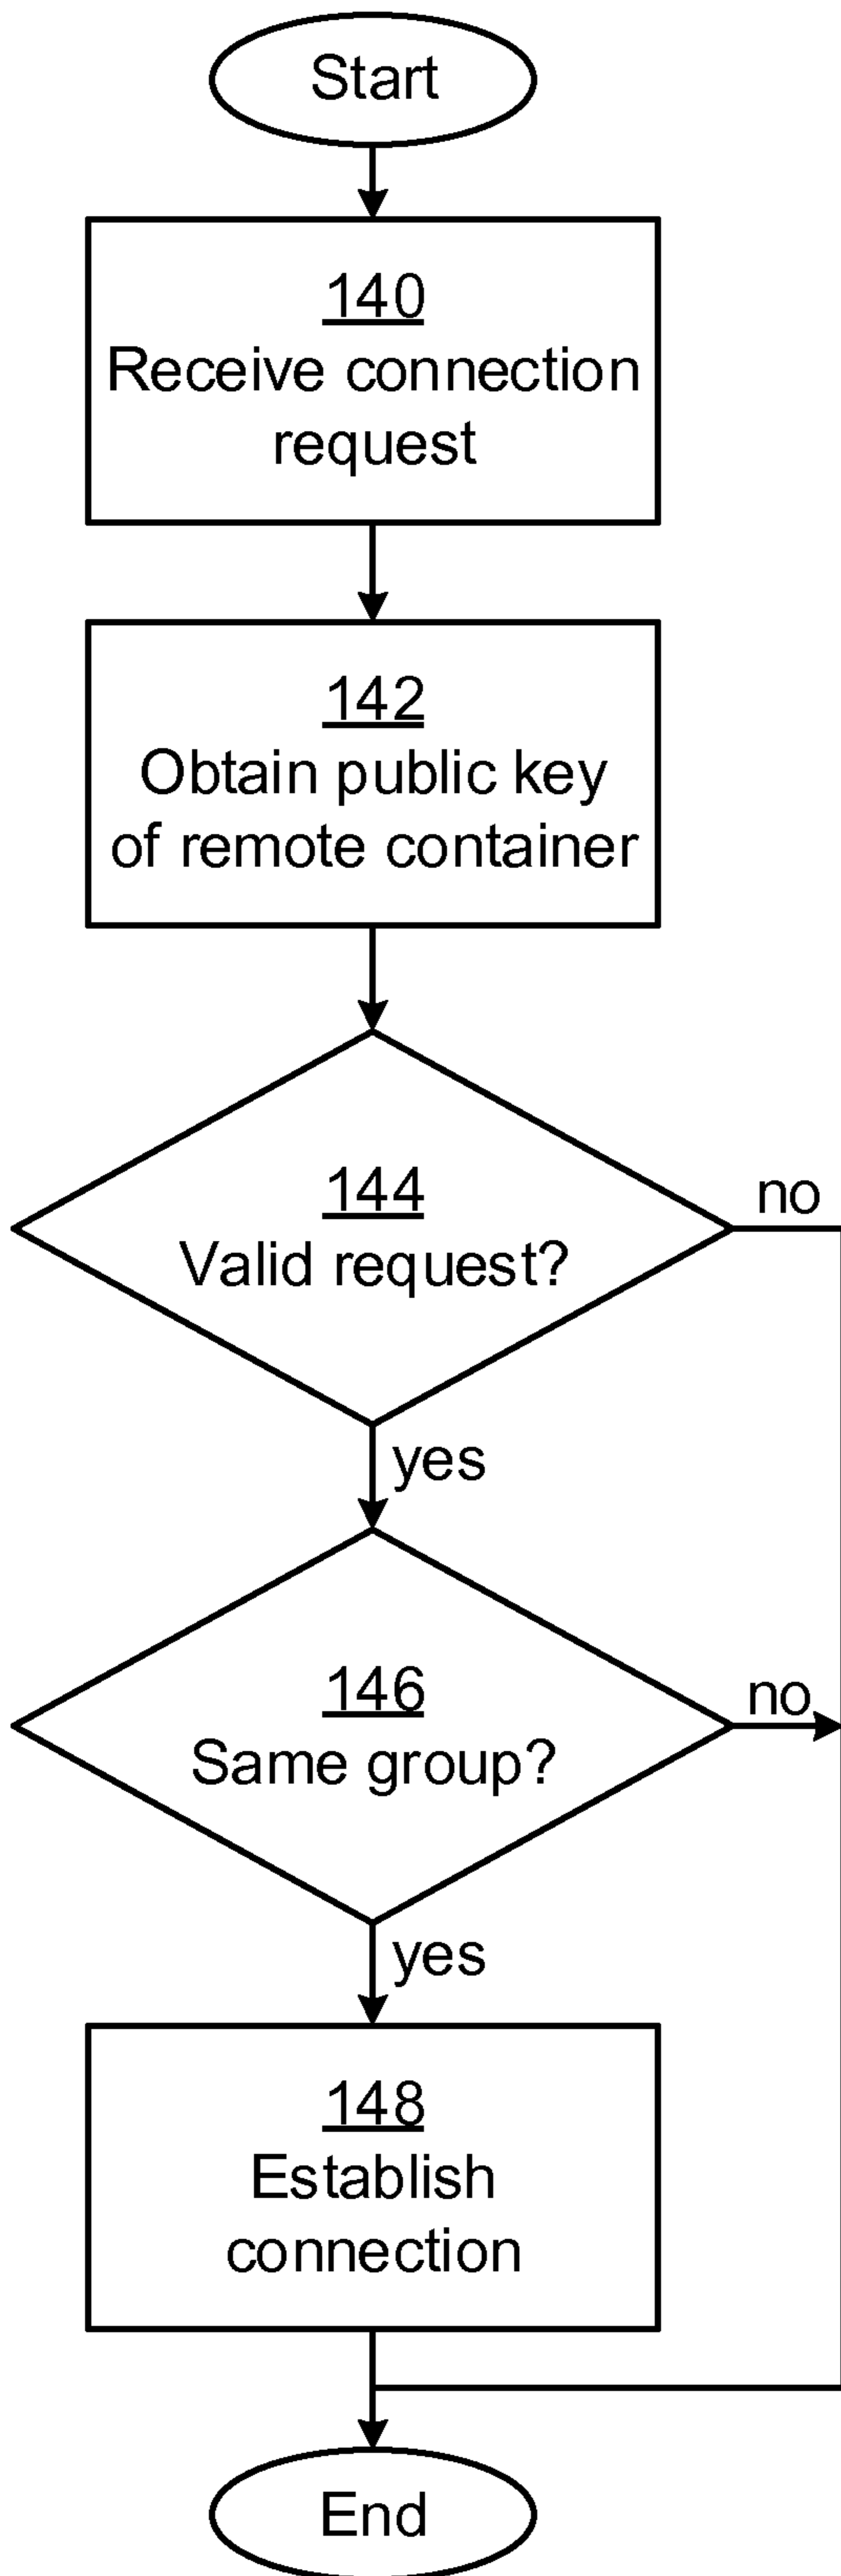 Start
140
Receive connection
request
142
Obtain public key
of remote container
144
Valid request?
no
yes
146
Same group?
no
yes
148
Establish
connection
End